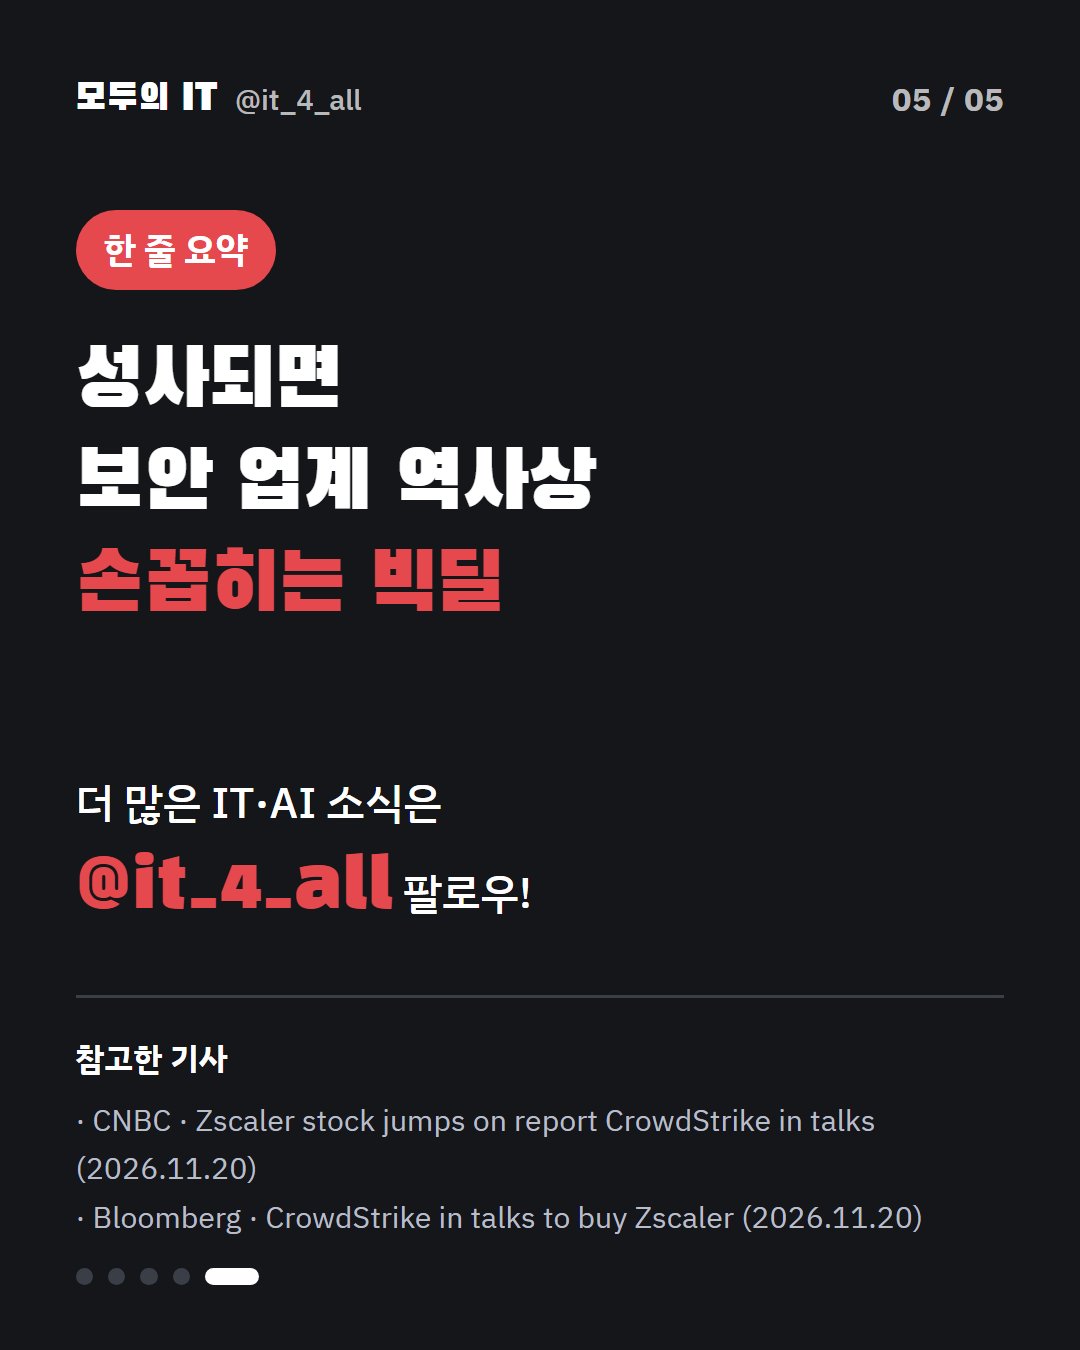 모두의 IT @it_4_all
05 / 05
한 줄 요약
성사되면
보안 업계 역사상
손꼽히는 빅딜
더 많은 IT·AI 소식은
@it_4_all 팔로우!
참고한 기사
· CNBC · Zscaler stock jumps on report CrowdStrike in talks
(2026.11.20)
· Bloomberg · CrowdStrike in talks to buy Zscaler (2026.11.20)